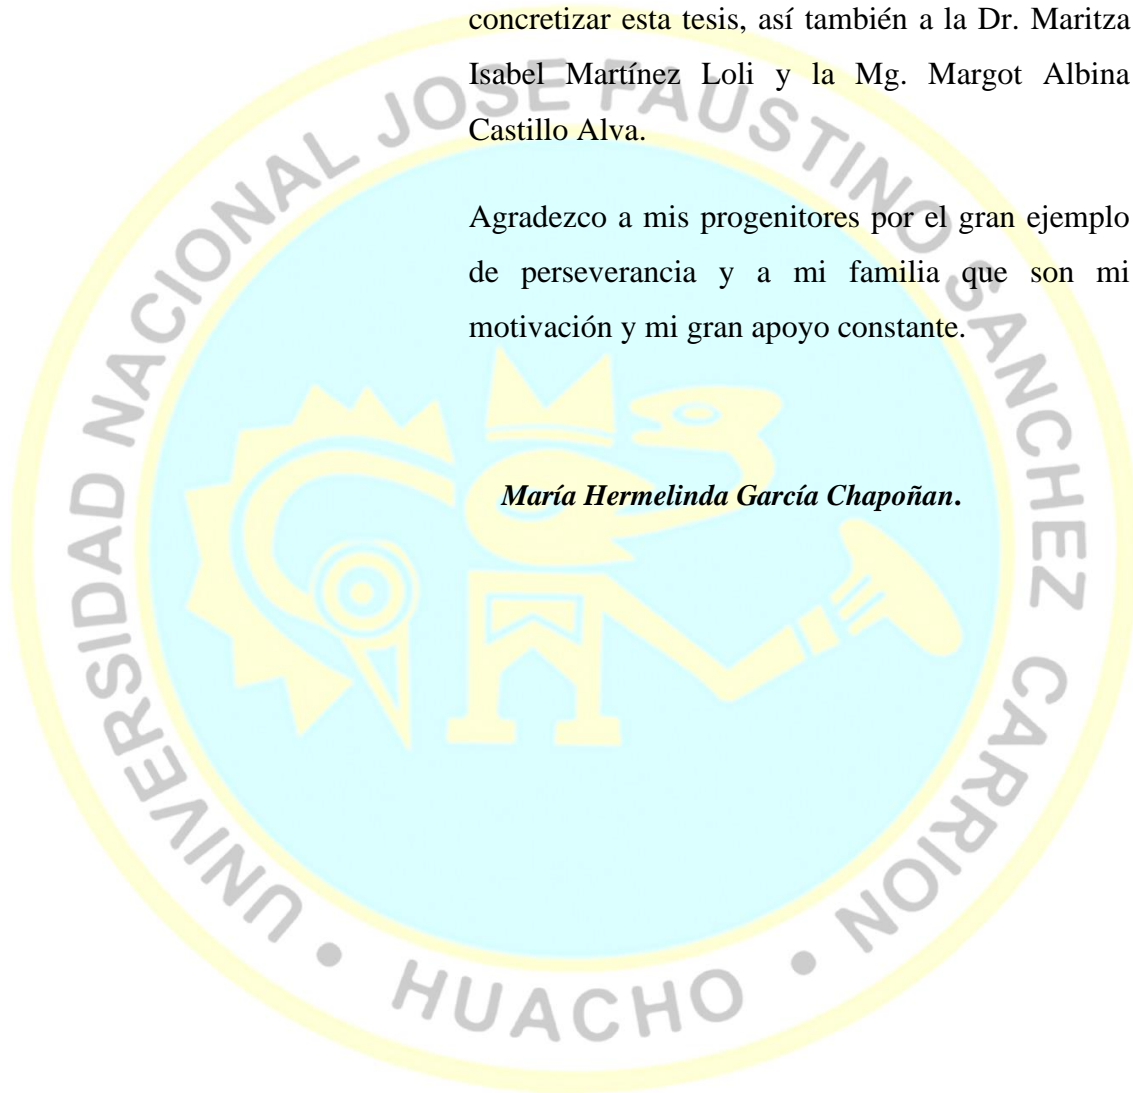 concretizar esta tesis, así también a la Dr. Maritza
Isabel Martínez Loli y la Mg. Margot Albina
Castillo Alva.
Agradezco a mis progenitores por el gran ejemplo
de perseverancia y a mi familia que son mi
motivación y mi gran apoyo constante.
María Hermelinda García Chapoñan.
UNIVERSIDAD NACIONAL JOSE FAUSTINO SANCHEZ CARRION • HUACHO •